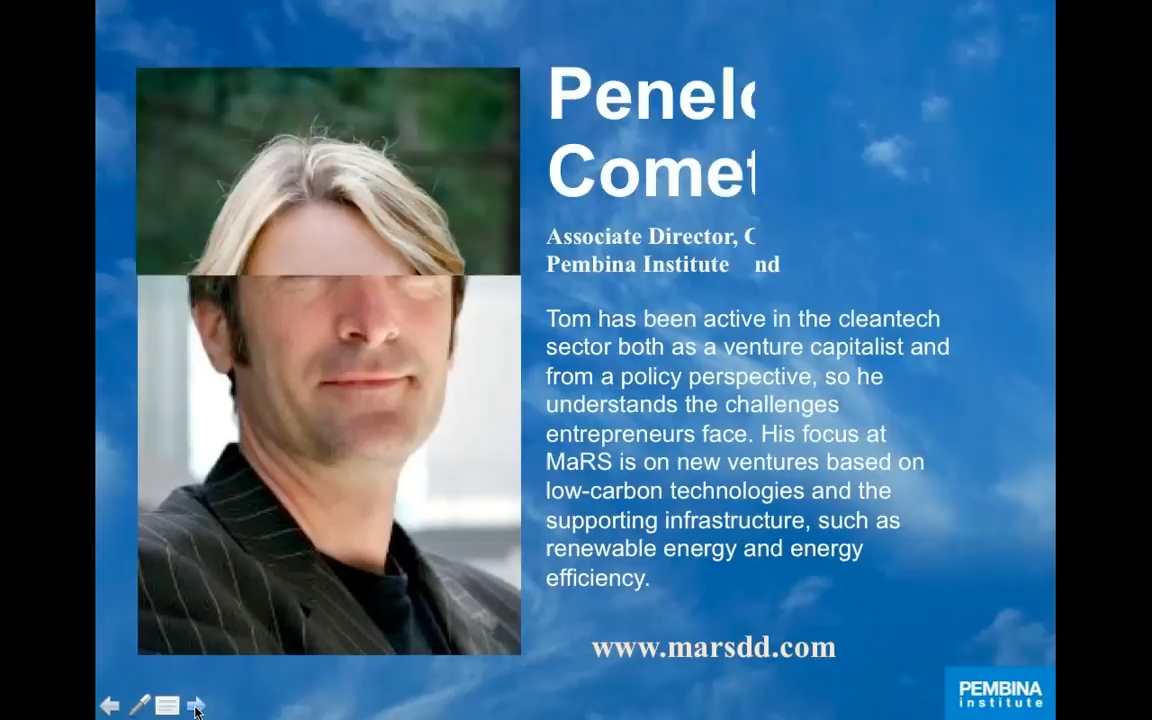 Associate Director,
Pembina Institute nd
Tom has been active in the cleantech
sector both as a venture capitalist and
from a policy perspective, so he
understands the challenges
entrepreneurs face. His focus at
MaRS is on new ventures based on
low-carbon technologies and the
supporting infrastructure, such as
renewable energy and energy
efficiency.
www.marsdd.com
PEMBINA
institute